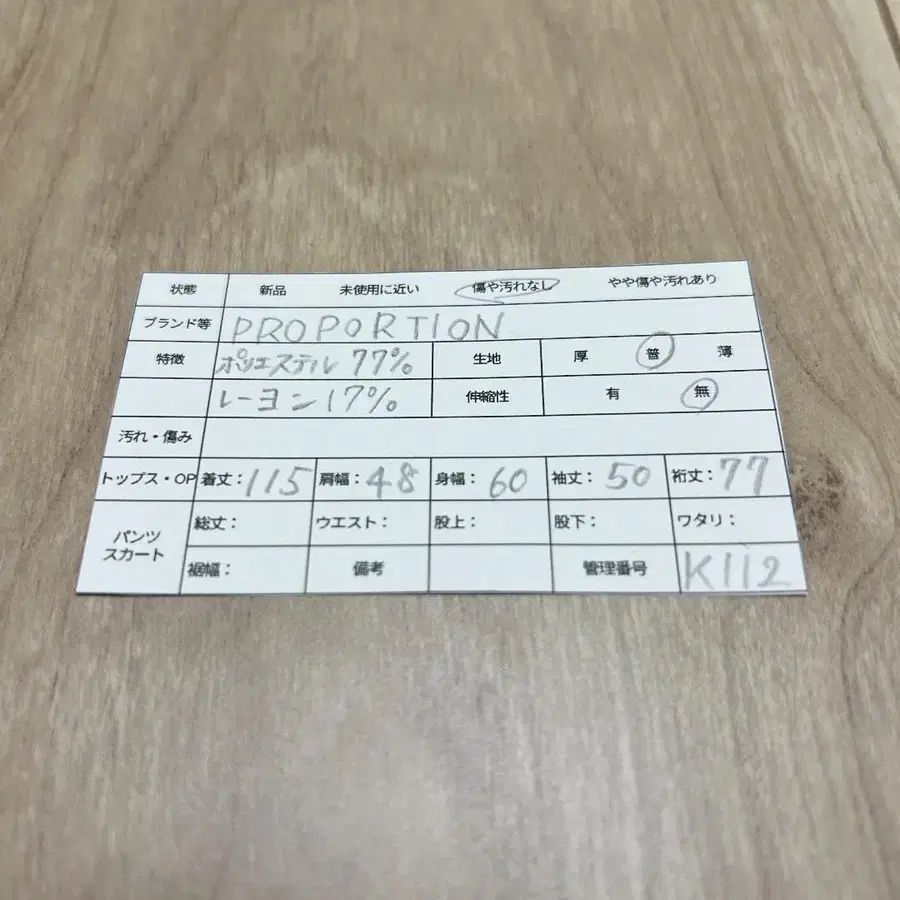 状態 新品 未使用に近い 傷や汚れなし やや傷や汚れあり
ブランド等 PROPORTION
特徴 ポリエステル 77% 生地 厚 普 薄
レーヨン 17% 伸縮性 有 無
汚れ・傷み
トップス・OP 着丈：115 肩幅：48 身幅：60 袖丈：50 裄丈：77
パンツ スカート 総丈： ウエスト： 股上： 股下： ワタリ：
裾幅： 備考 管理番号 K112